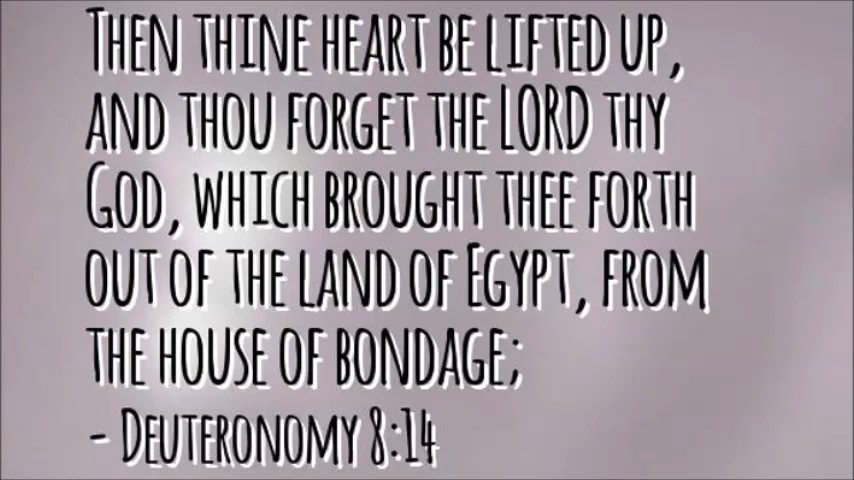 Then thine heart be lifted up,
and thou forget the LORD thy
God, which brought thee forth
out of the land of Egypt, from
the house of bondage;
- Deuteronomy 8:14